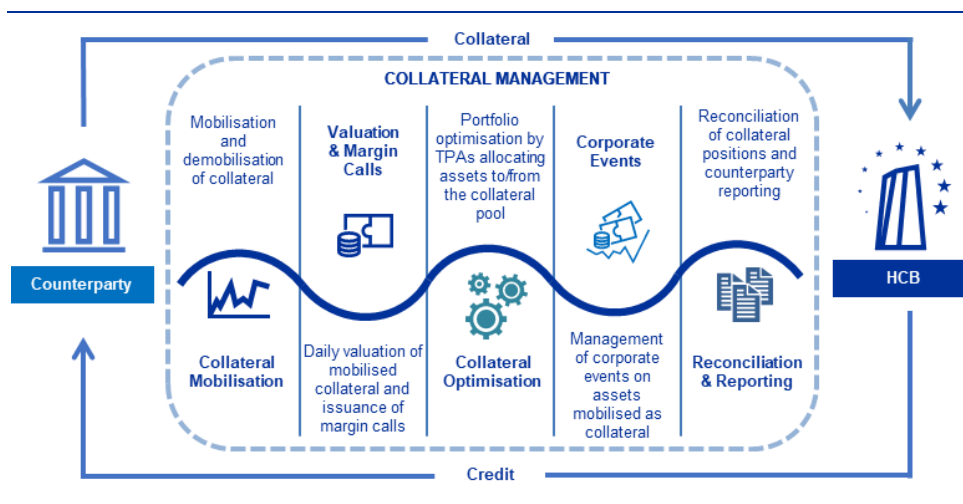 Collateral
COLLATERAL MANAGEMENT
Mobilisation
and
demobilisation
of collateral
Collateral
Mobilisation
Valuation
& Margin
Calls
Daily valuation of
mobilised
collateral and
issuance of
margin calls
Portfolio
optimisation by
TPAs allocating
assets to/from
the collateral
pool
Collateral
Optimisation
Corporate
Events
Management
of corporate
events on
assets
mobilised as
collateral
Reconciliation
of collateral
positions and
counterparty
reporting
Reconciliation
& Reporting
Counterparty
HCB
Credit